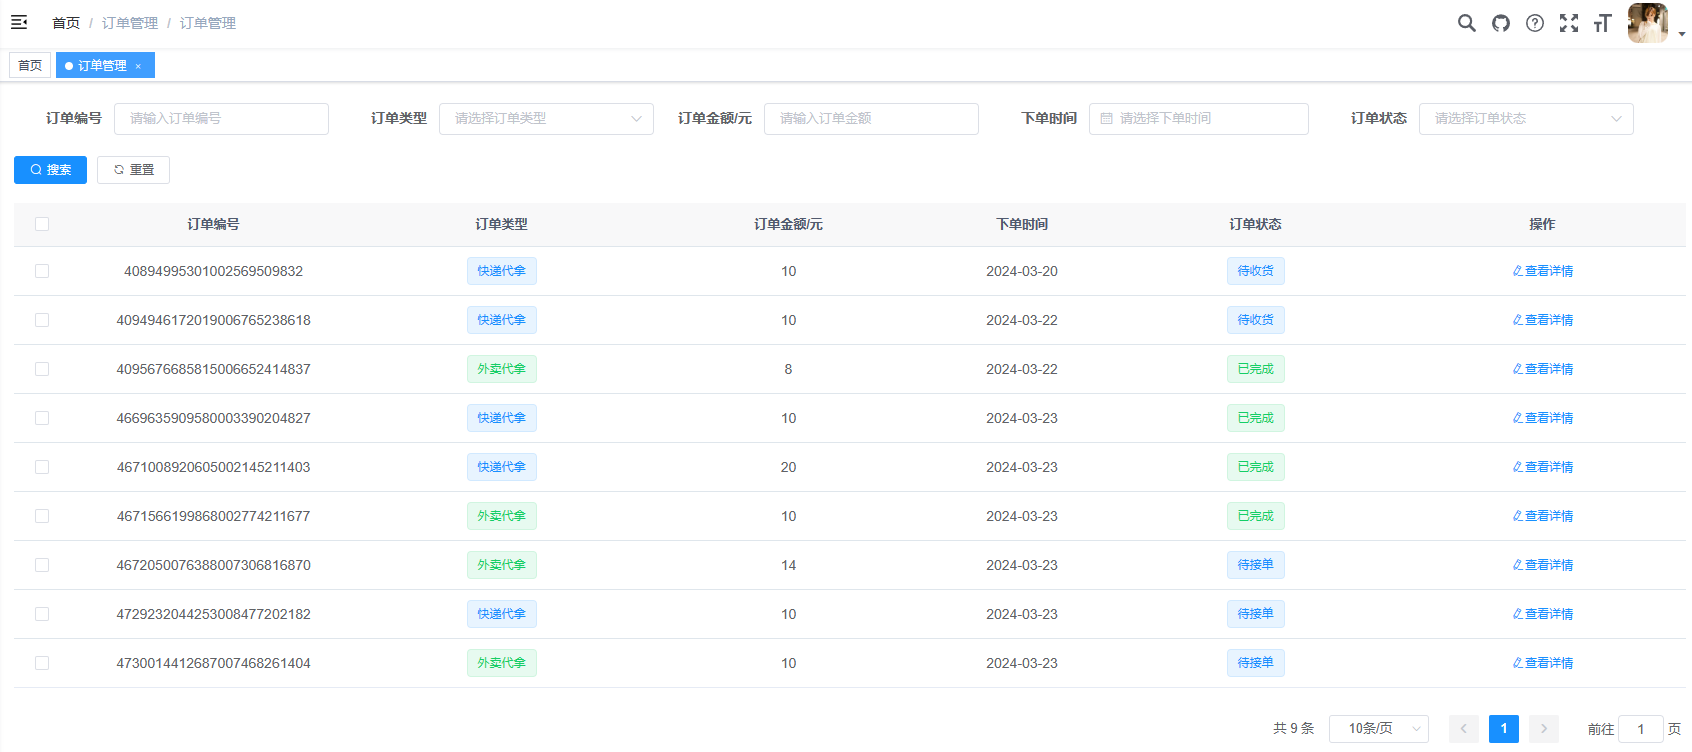 首页 / 订单管理 / 订单管理
首页 订单管理 ×
订单编号 请输入订单编号 订单类型 请选择订单类型 订单金额/元 请输入订单金额 下单时间 请选择下单时间 订单状态 请选择订单状态
搜索 重置
订单编号 订单类型 订单金额/元 下单时间 订单状态 操作
40894995301002569509832 快递代拿 10 2024-03-20 待收货 查看详情
4094946172019006765238618 快递代拿 10 2024-03-22 待收货 查看详情
4095676685815006652414837 外卖代拿 8 2024-03-22 已完成 查看详情
4669635909580003390204827 快递代拿 10 2024-03-23 已完成 查看详情
4671008920605002145211403 快递代拿 20 2024-03-23 已完成 查看详情
4671566199868002774211677 外卖代拿 10 2024-03-23 已完成 查看详情
4672050076388007306816870 外卖代拿 14 2024-03-23 待接单 查看详情
4729232044253008477202182 快递代拿 10 2024-03-23 待接单 查看详情
4730014412687007468261404 外卖代拿 10 2024-03-23 待接单 查看详情
共 9 条 10条/页 1 前往 1 页